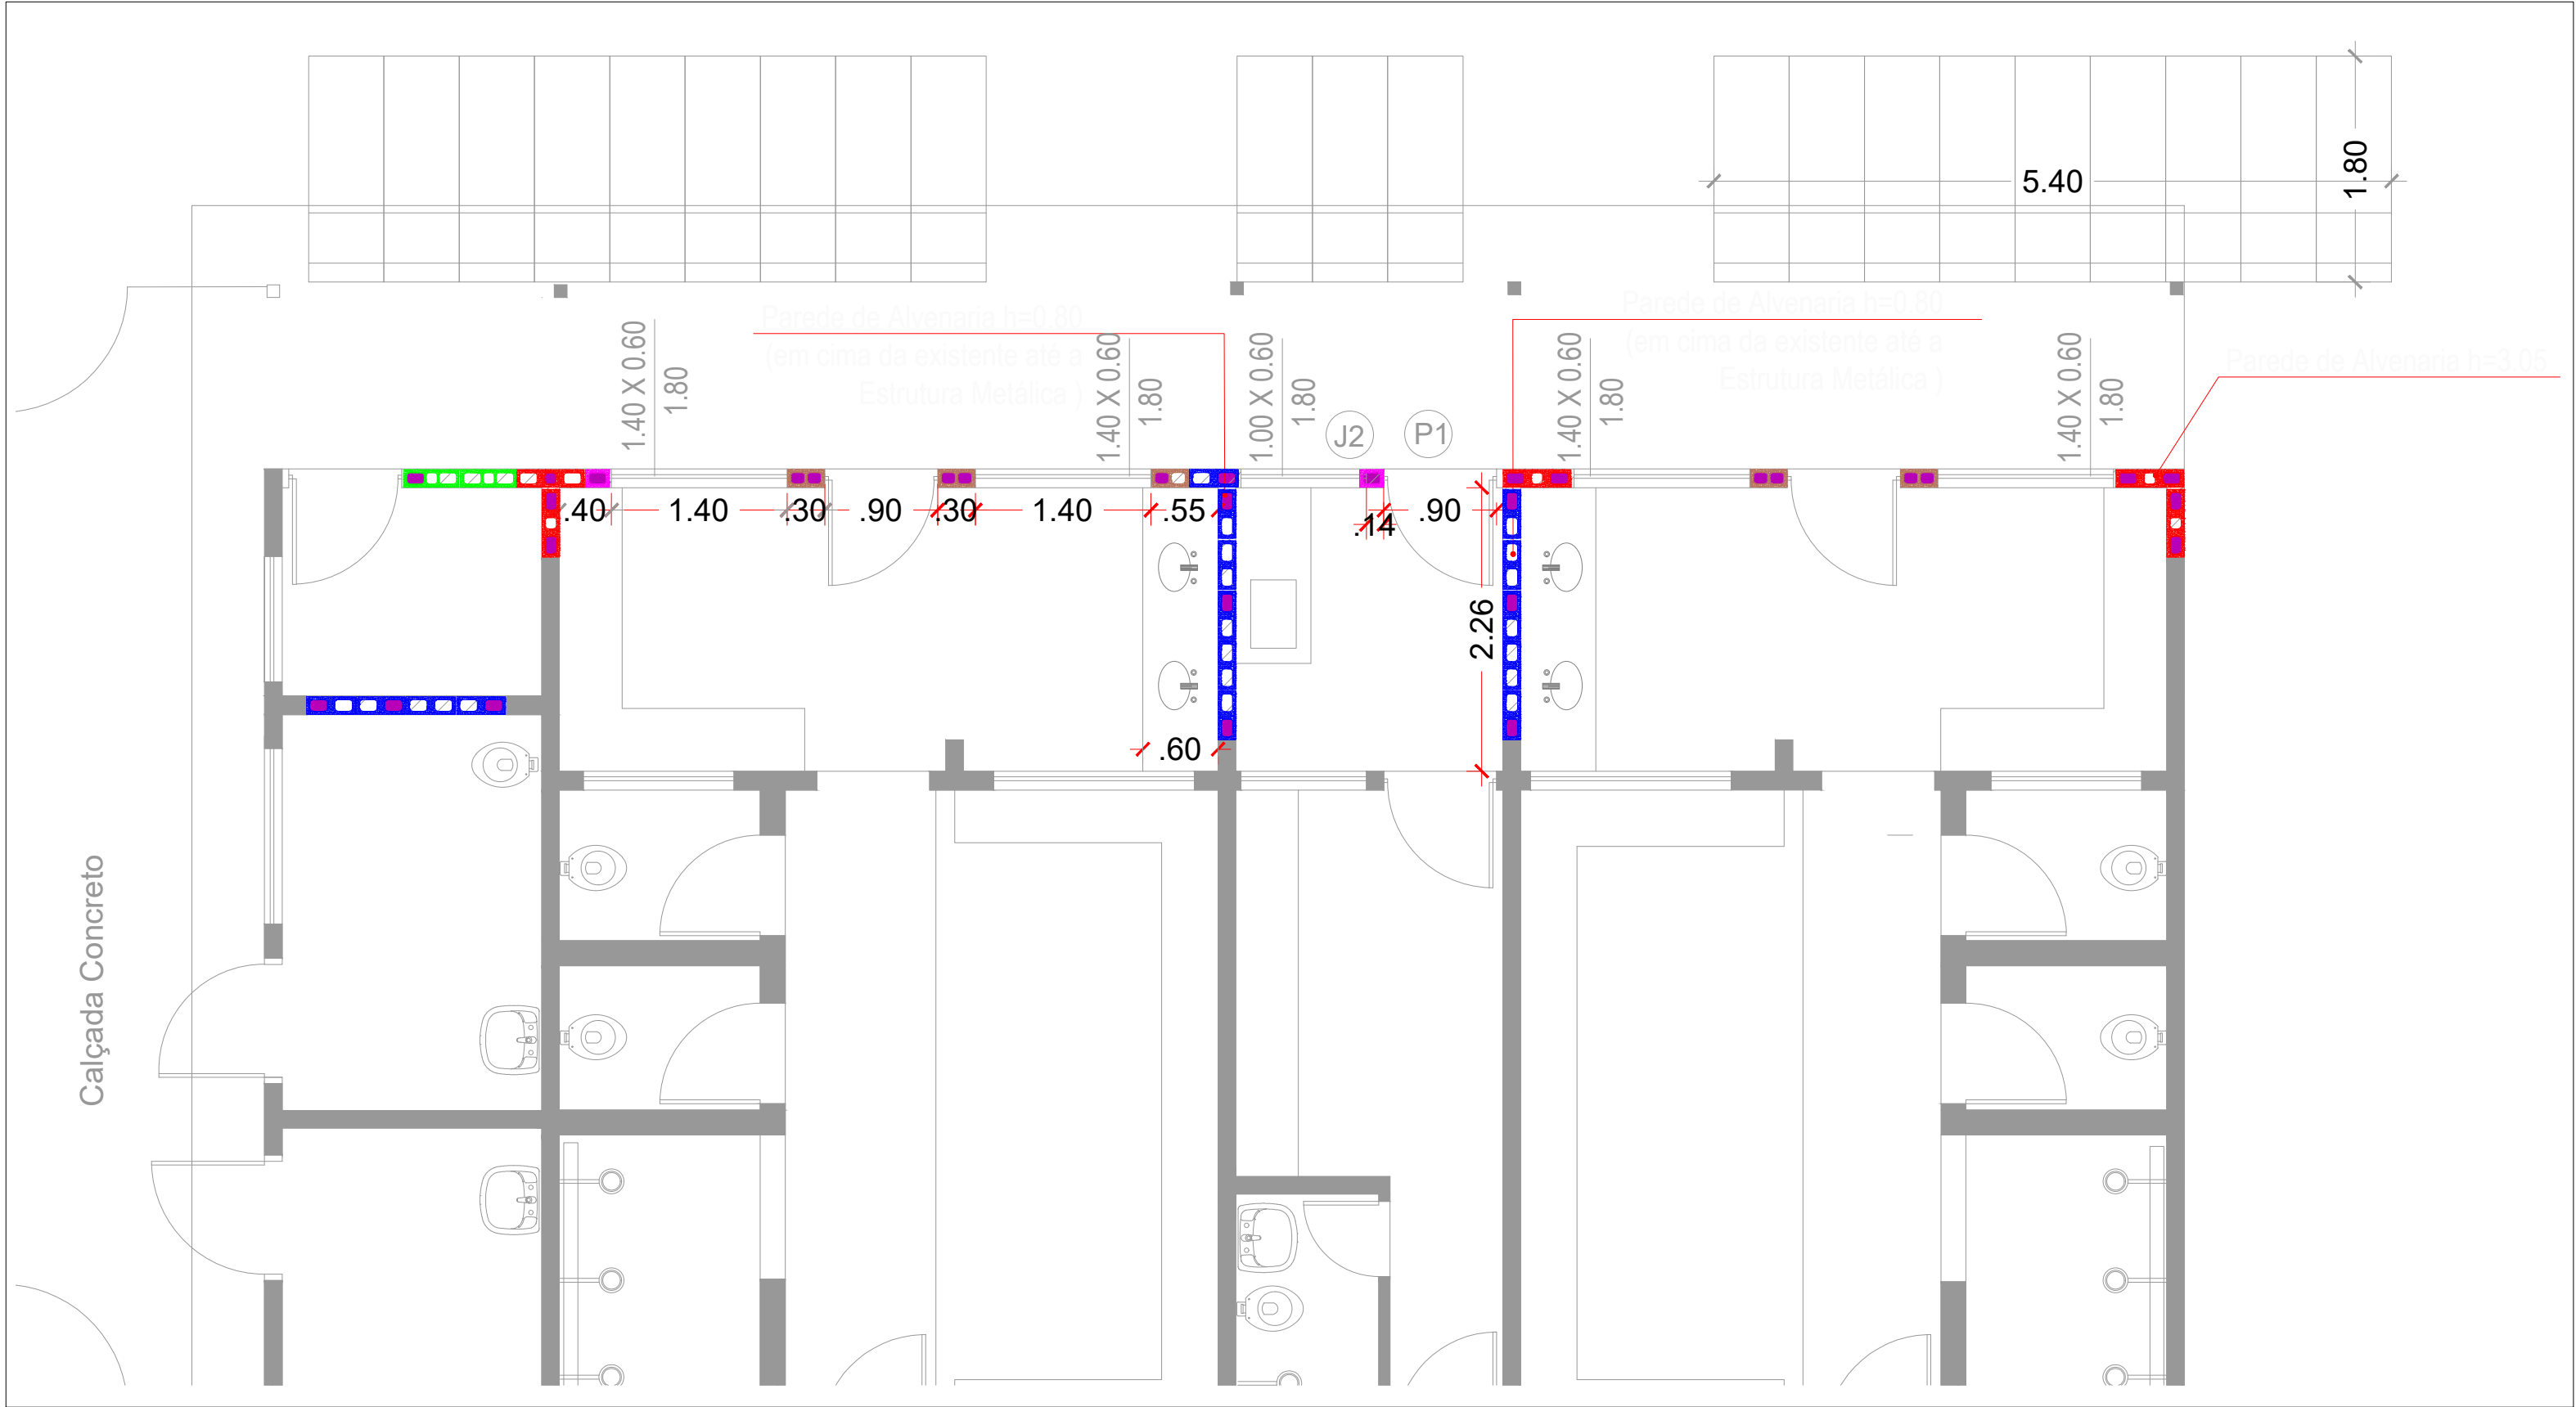 5.40
1.80
Parede de Alvenaria h=0.80
(em cima da existente até a
Estrutura Metálica )
Parede de Alvenaria h=0.80
(em cima da existente até a
Estrutura Metálica )
Parede de Alvenaria h=3.05
1.40 X 0.60
1.80
1.40 X 0.60
1.80
1.00 X 0.60
1.80
J2
P1
1.40 X 0.60
1.80
1.40 X 0.60
1.80
.40
1.40
.30
.90
.30
1.40
.55
.14
.90
2.26
.60
Calçada Concreto